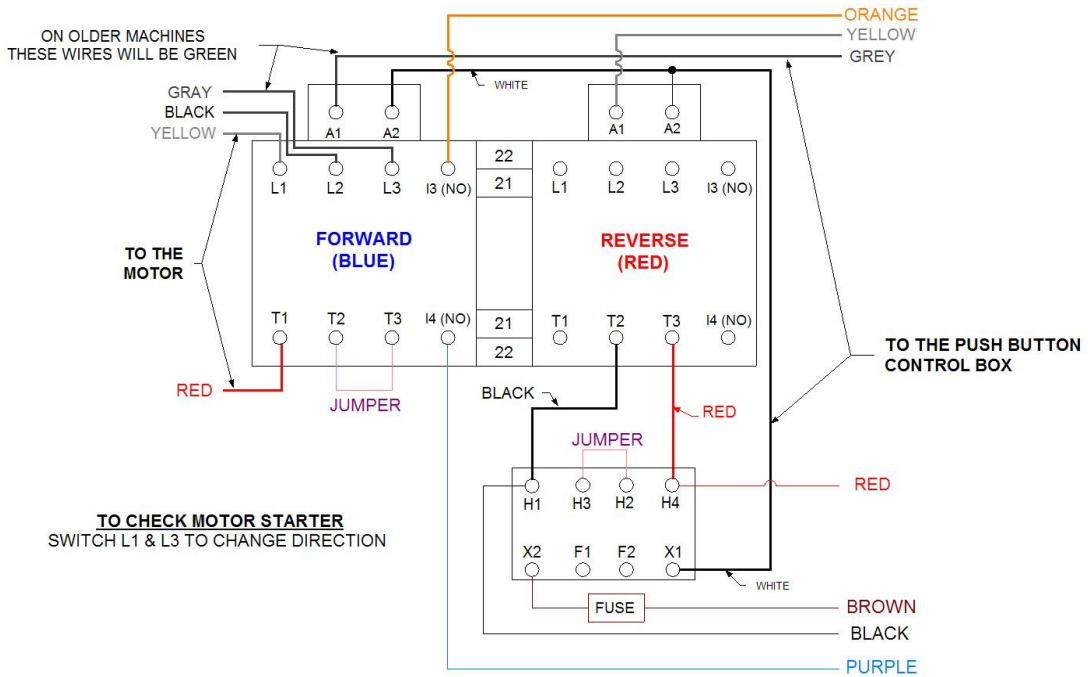 ORANGE
ON OLDER MACHINES
THESE WIRES WILL BE GREEN
YELLOW
GREY
WHITE
GRAY
BLACK
YELLOW
A1 A2
A1 A2
22
21
L1 L2 L3 I3 (NO)
L1 L2 L3 I3 (NO)
FORWARD
(BLUE)
REVERSE
(RED)
TO THE
MOTOR
T1 T2 T3 I4 (NO)
21
22
T1 T2 T3 I4 (NO)
TO THE PUSH BUTTON
CONTROL BOX
RED
JUMPER
BLACK
RED
JUMPER
RED
H1 H3 H2 H4
TO CHECK MOTOR STARTER
SWITCH L1 & L3 TO CHANGE DIRECTION
X2 F1 F2 X1
WHITE
FUSE
BROWN
BLACK
PURPLE